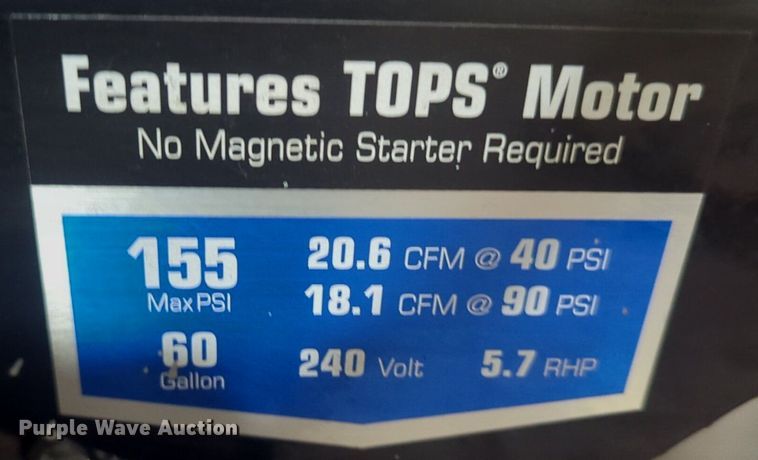 Features TOPS® Motor
No Magnetic Starter Required
155
Max PSI
20.6 CFM @ 40 PSI
18.1 CFM @ 90 PSI
60
Gallon
240 Volt
5.7 RHP
Purple Wave Auction